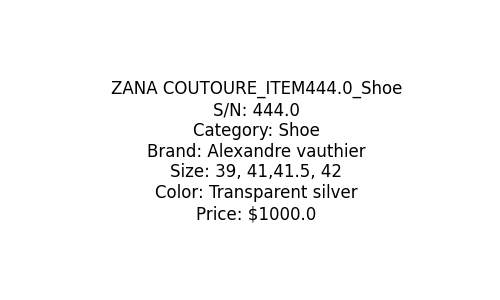 ZANA COUTOURE_ITEM444.0_Shoe
S/N: 444.0
Category: Shoe
Brand: Alexandre vauthier
Size: 39, 41,41.5, 42
Color: Transparent silver
Price: $1000.0